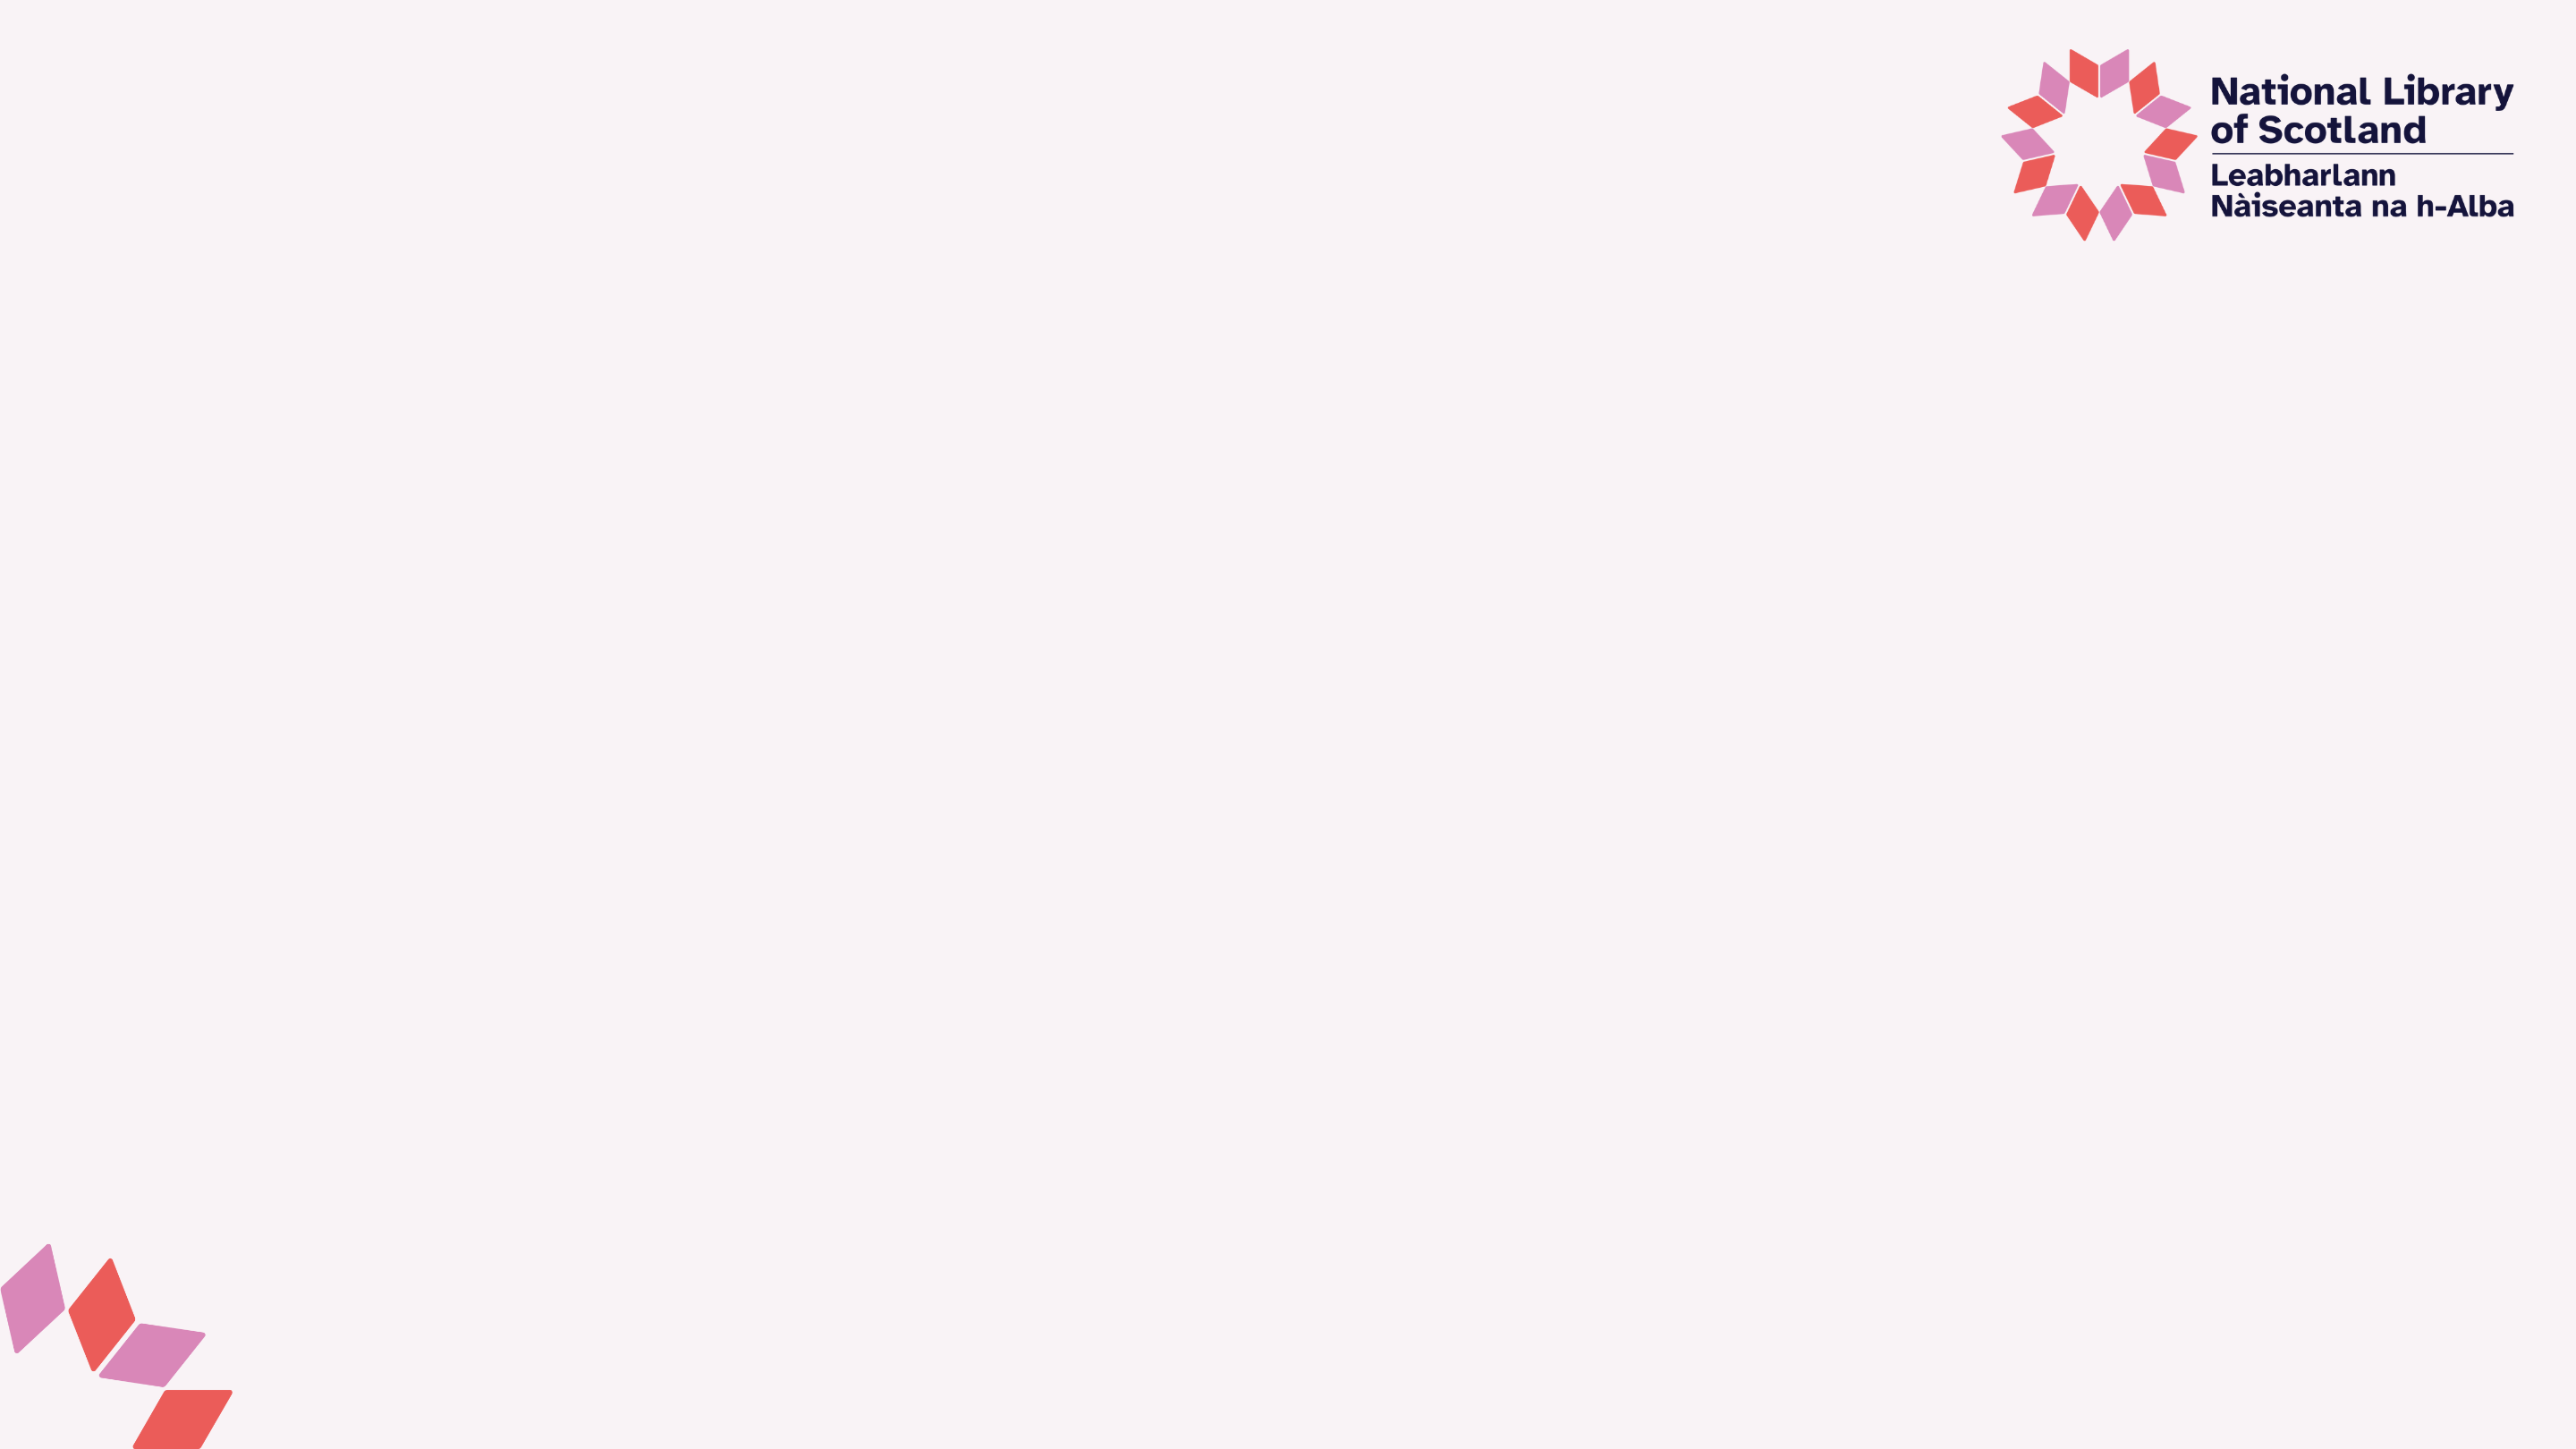 National Library
of Scotland
Leabharlann
Nàiseanta na h-Alba